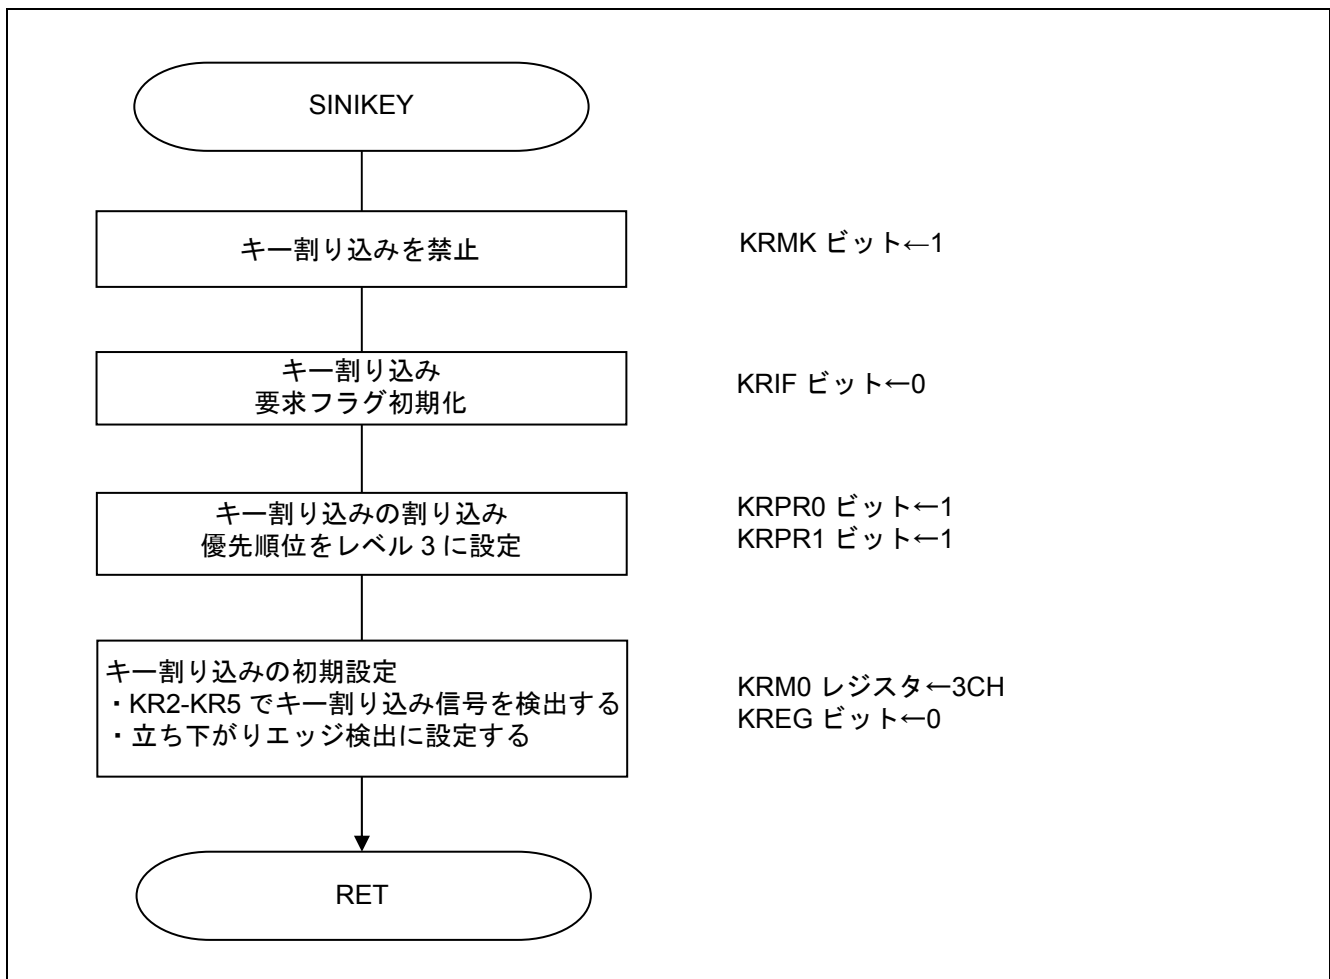 SINIKEY
キー割り込みを禁止
KRMK ビット←1
キー割り込み
要求フラグ初期化
KRIF ビット←0
キー割り込みの割り込み
優先順位をレベル 3 に設定
KRPR0 ビット←1
KRPR1 ビット←1
キー割り込みの初期設定
・KR2-KR5 でキー割り込み信号を検出する
・立ち下がりエッジ検出に設定する
KRM0 レジスタ←3CH
KREG ビット←0
RET